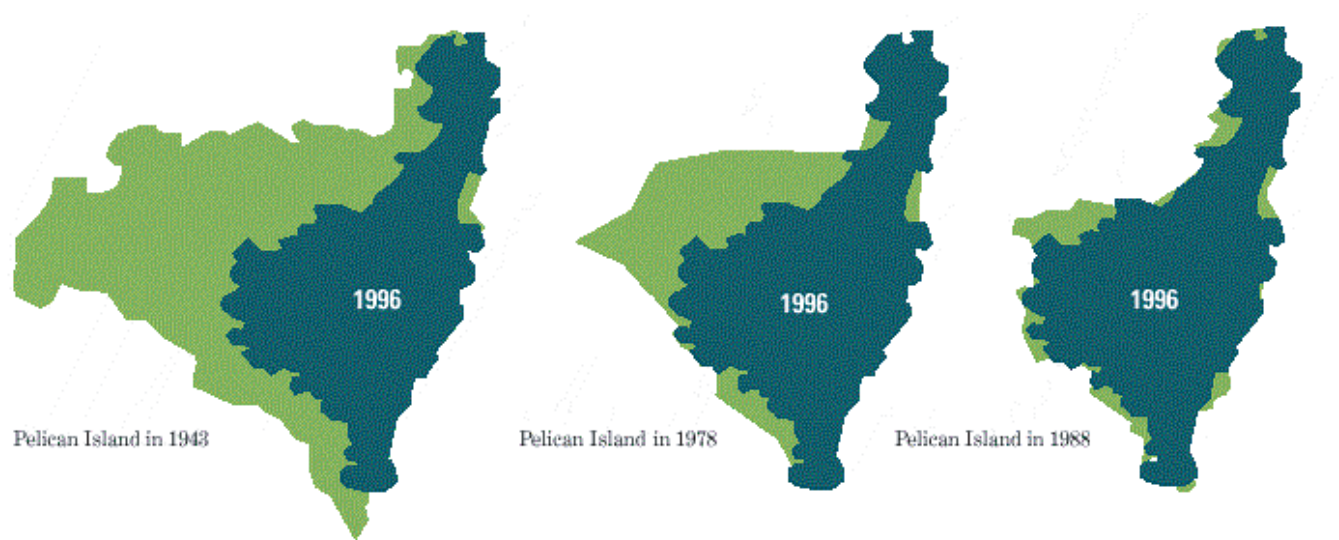 1996
1996
1996
Pelican Island in 1943
Pelican Island in 1978
Pelican Island in 1988